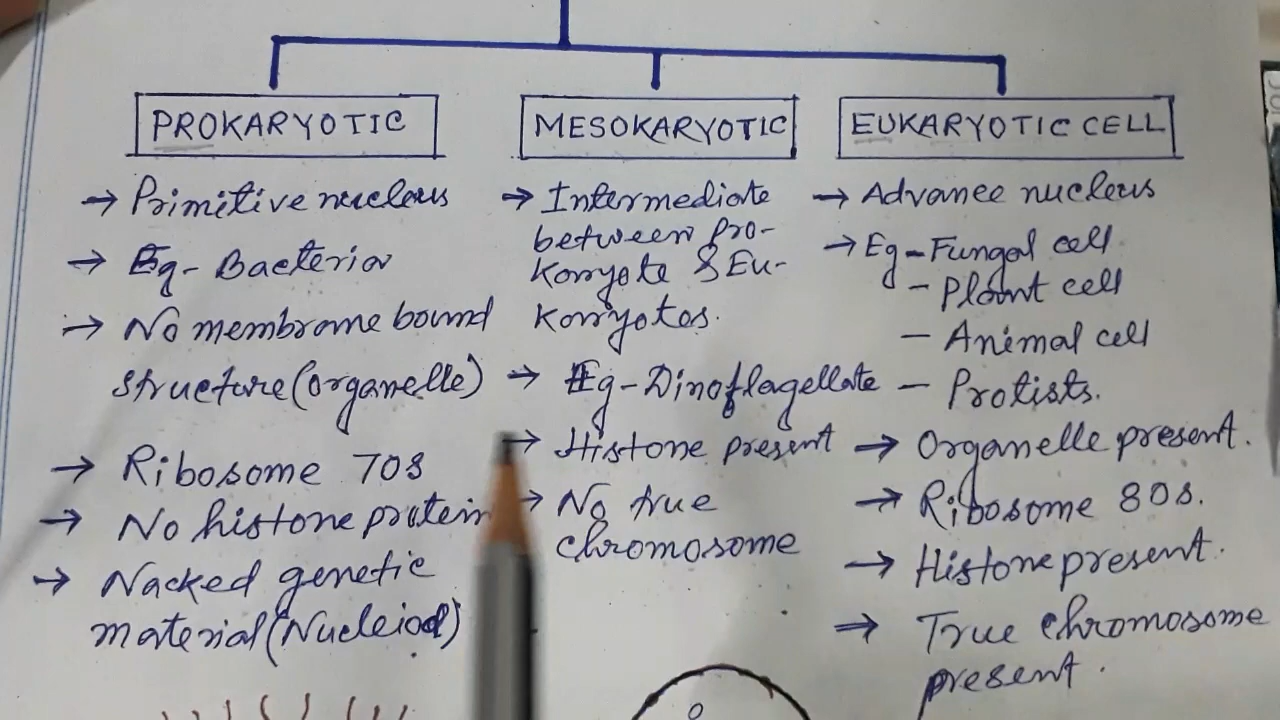 PROKARYOTIC
→ Primitive nucleus
→ Eg- Bacteria
→ No membrane bound
structure (organelle)
→ Ribosome 70s
→ No histone protein
→ Nacked genetic
material (Nucleiod)
MESOKARYOTIC
→ Intermediate
between Pro-
Karryote & Eu-
Karryotes.
→ Eg- Dinoflagellate
→ Histone present
→ No true
chromosome
EUKARYOTIC CELL
→ Advance nucleus
→ Eg - Fungal cell
- Plant cell
- Animal cell
- Protists.
→ Organelle present.
→ Ribosome 80s.
→ Histone present.
→ True chromosome
present.